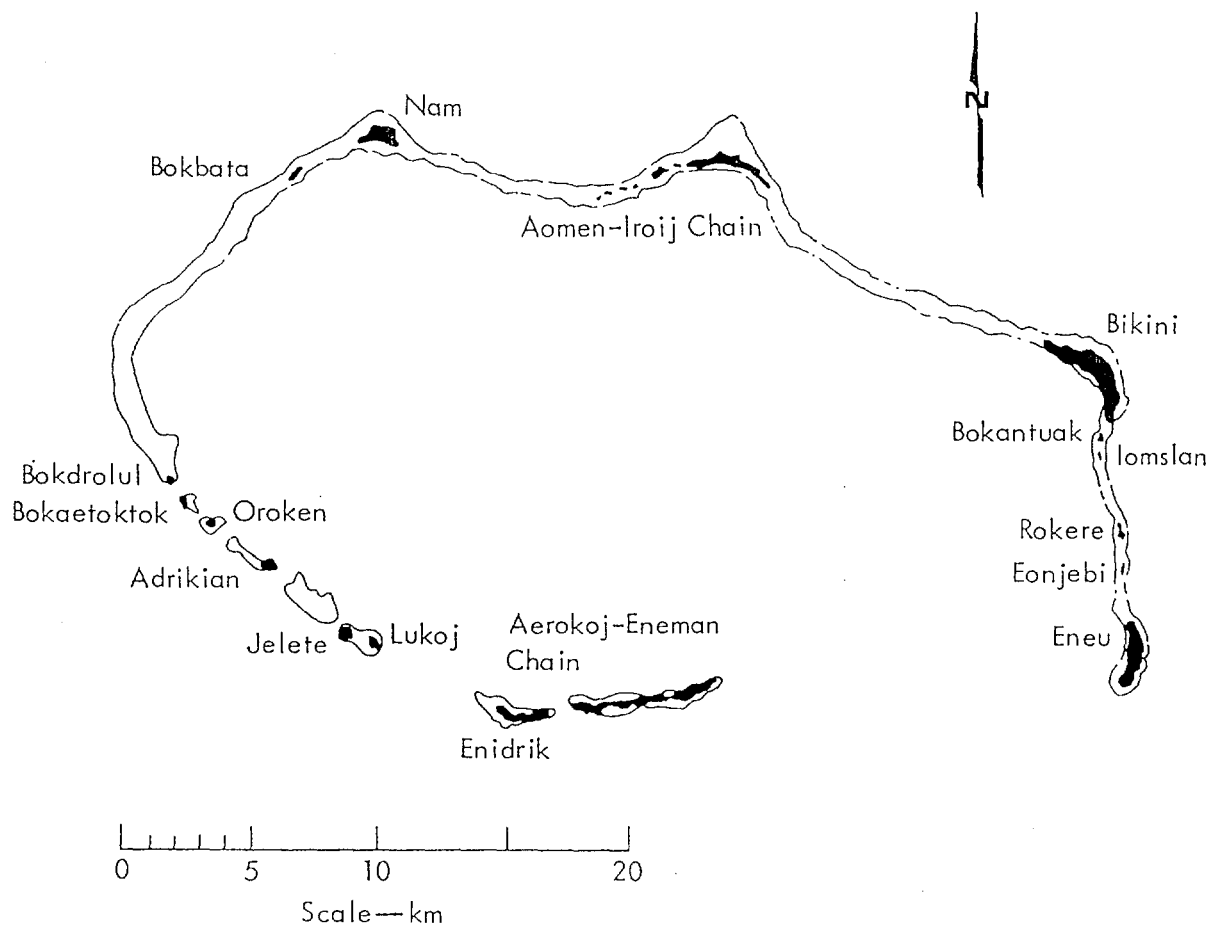 N
Nam
Bokbata
Aomen-Iroij Chain
Bikini
Bokantuak
Iomslan
Bokdrolul
Bokaetoktok
Oroken
Rokere
Adrikian
Eonjebi
Jelete
Lukoj
Aerokoj-Eneman
Chain
Eneu
Enidrik
0 5 10 20
Scale—km